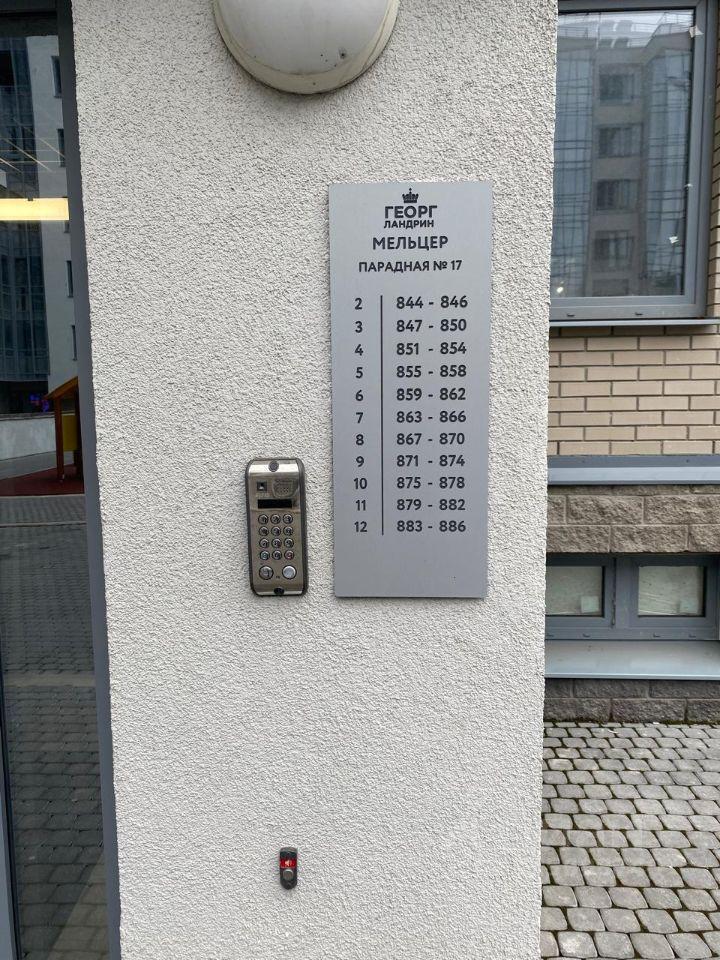 ГЕОРГ
ЛАНДРИН
МЕЛЬЦЕР
ПАРАДНАЯ № 17
2 844 - 846
3 847 - 850
4 851 - 854
5 855 - 858
6 859 - 862
7 863 - 866
8 867 - 870
9 871 - 874
10 875 - 878
11 879 - 882
12 883 - 886